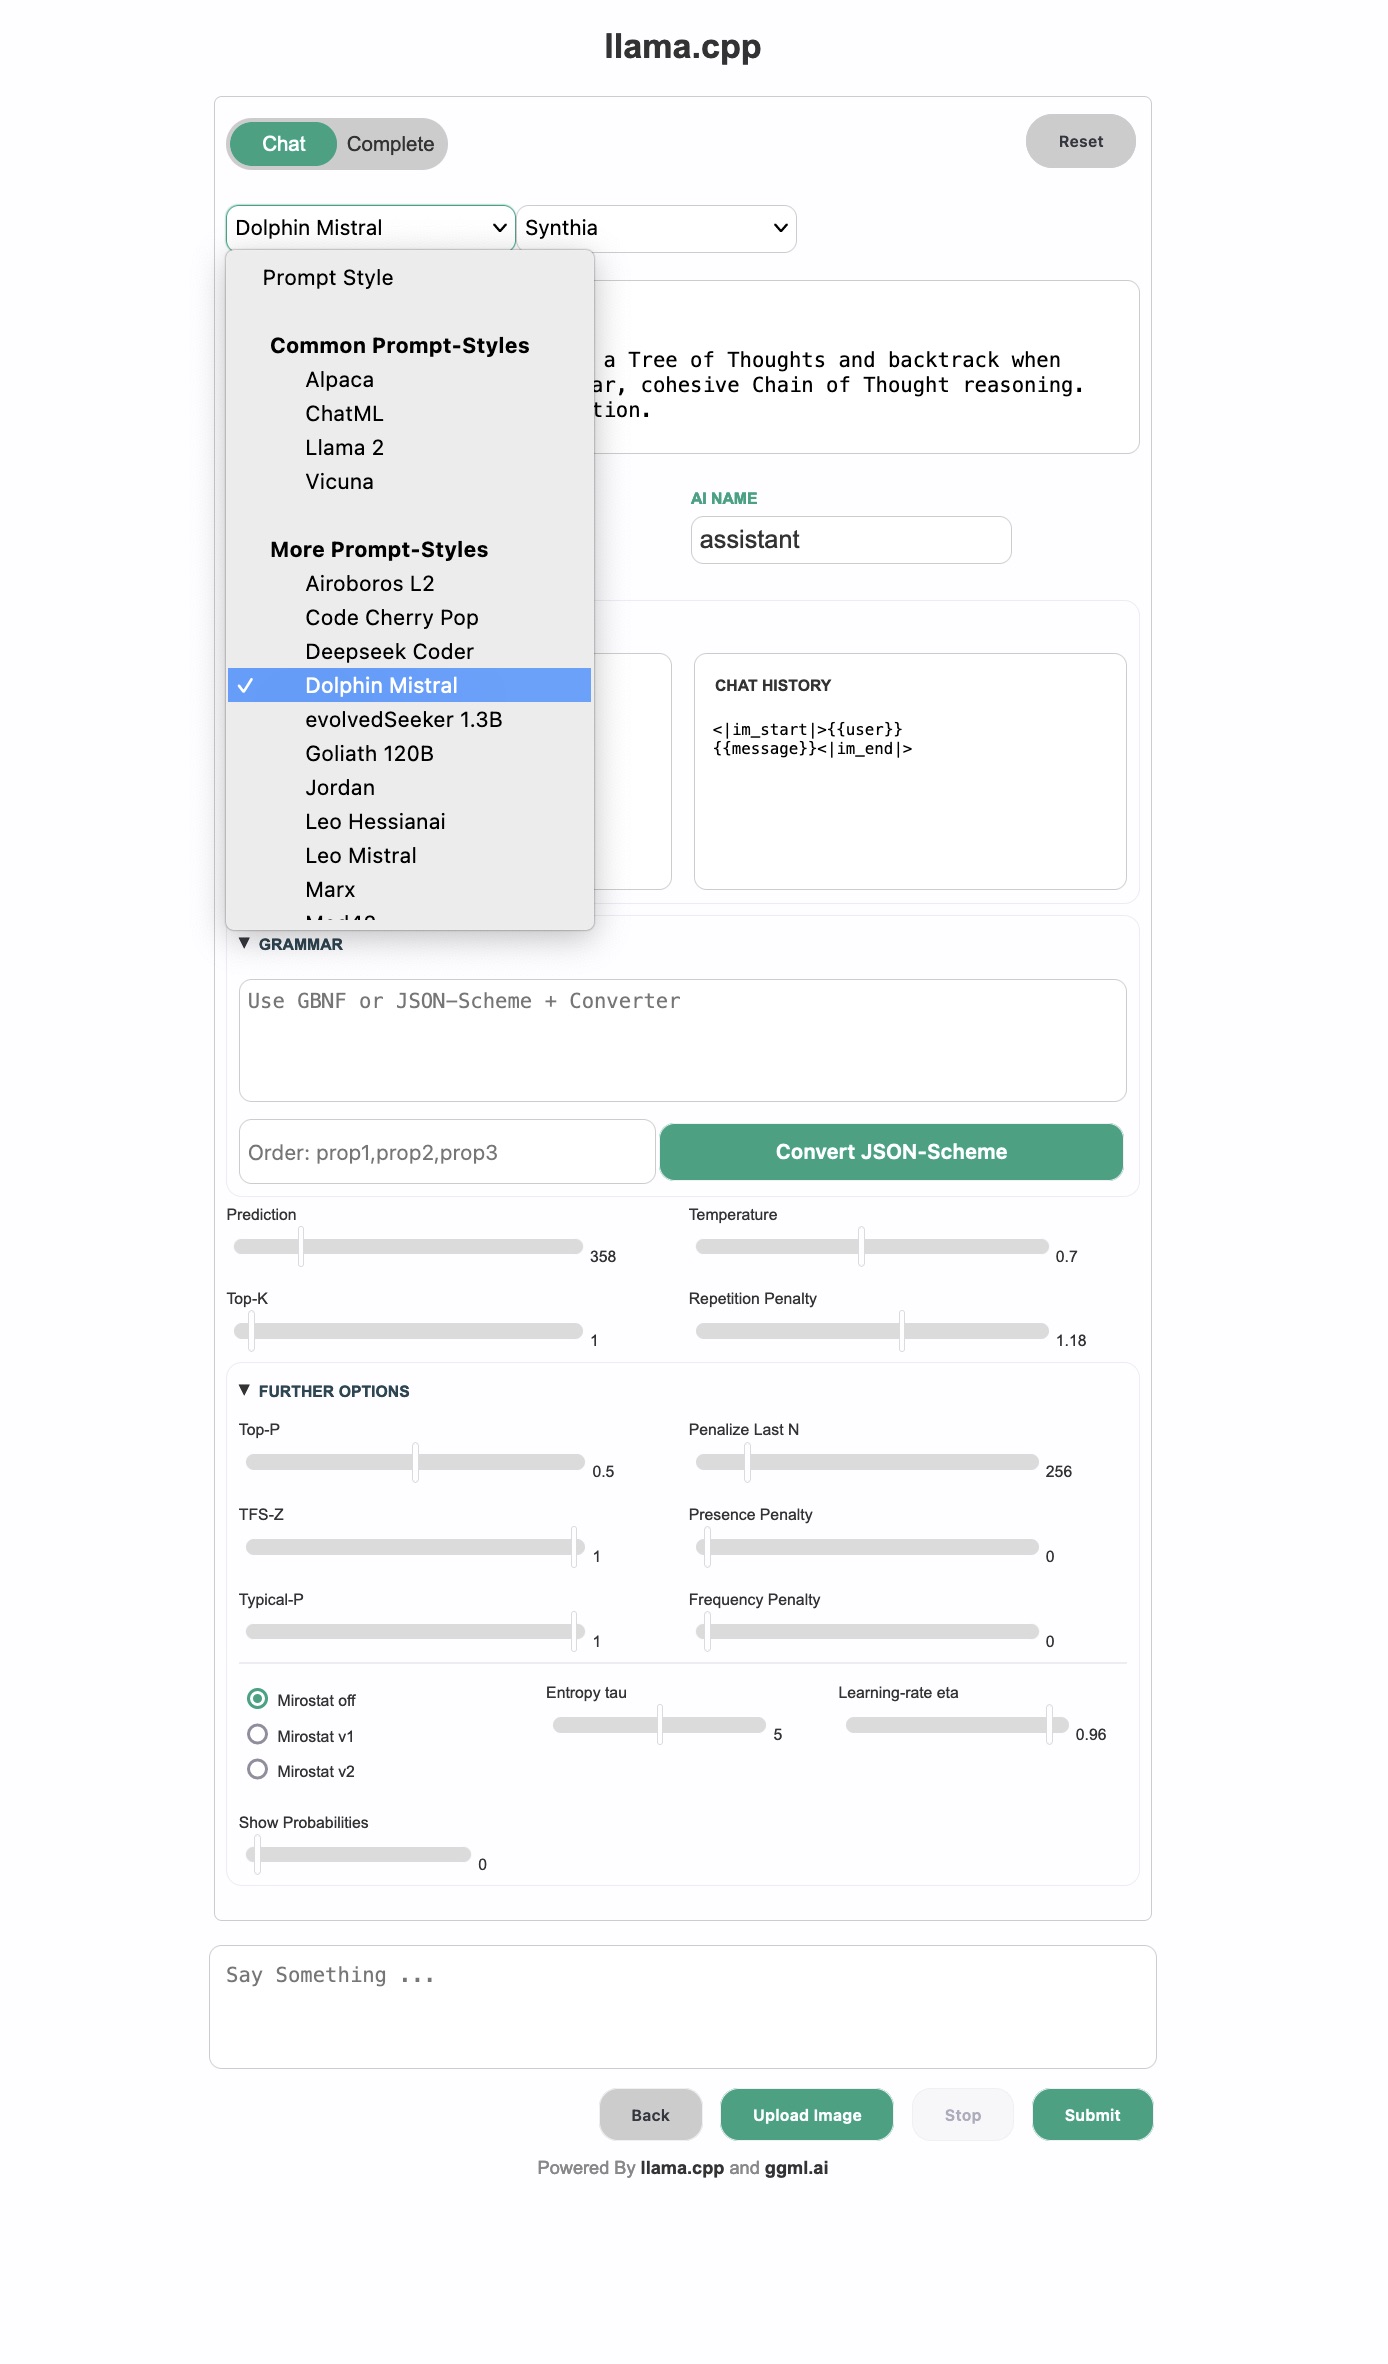 llama.cpp
Chat Complete
Reset
Dolphin Mistral
Synthia
Prompt Style
Common Prompt-Styles
Alpaca
ChatML
Llama 2
Vicuna
More Prompt-Styles
Airoboros L2
Code Cherry Pop
Deepseek Coder
✓ Dolphin Mistral
evolvedSeeker 1.3B
Goliath 120B
Jordan
Leo Hessianai
Leo Mistral
Marx
a Tree of Thoughts and backtrack when
cohesive Chain of Thought reasoning.
AI NAME
assistant
CHAT HISTORY
<|im_start|>{{user}}
{{message}}<|im_end|>
▼ GRAMMAR
Use GBNF or JSON-Scheme + Converter
Order: prop1,prop2,prop3
Convert JSON-Scheme
Prediction
358
Temperature
0.7
Top-K
1
Repetition Penalty
1.18
▼ FURTHER OPTIONS
Top-P
0.5
Penalize Last N
256
TFS-Z
1
Presence Penalty
0
Typical-P
1
Frequency Penalty
0
Mirostat off
Mirostat v1
Mirostat v2
Entropy tau
5
Learning-rate eta
0.96
Show Probabilities
0
Say Something ...
Back
Upload Image
Stop
Submit
Powered By llama.cpp and ggml.ai